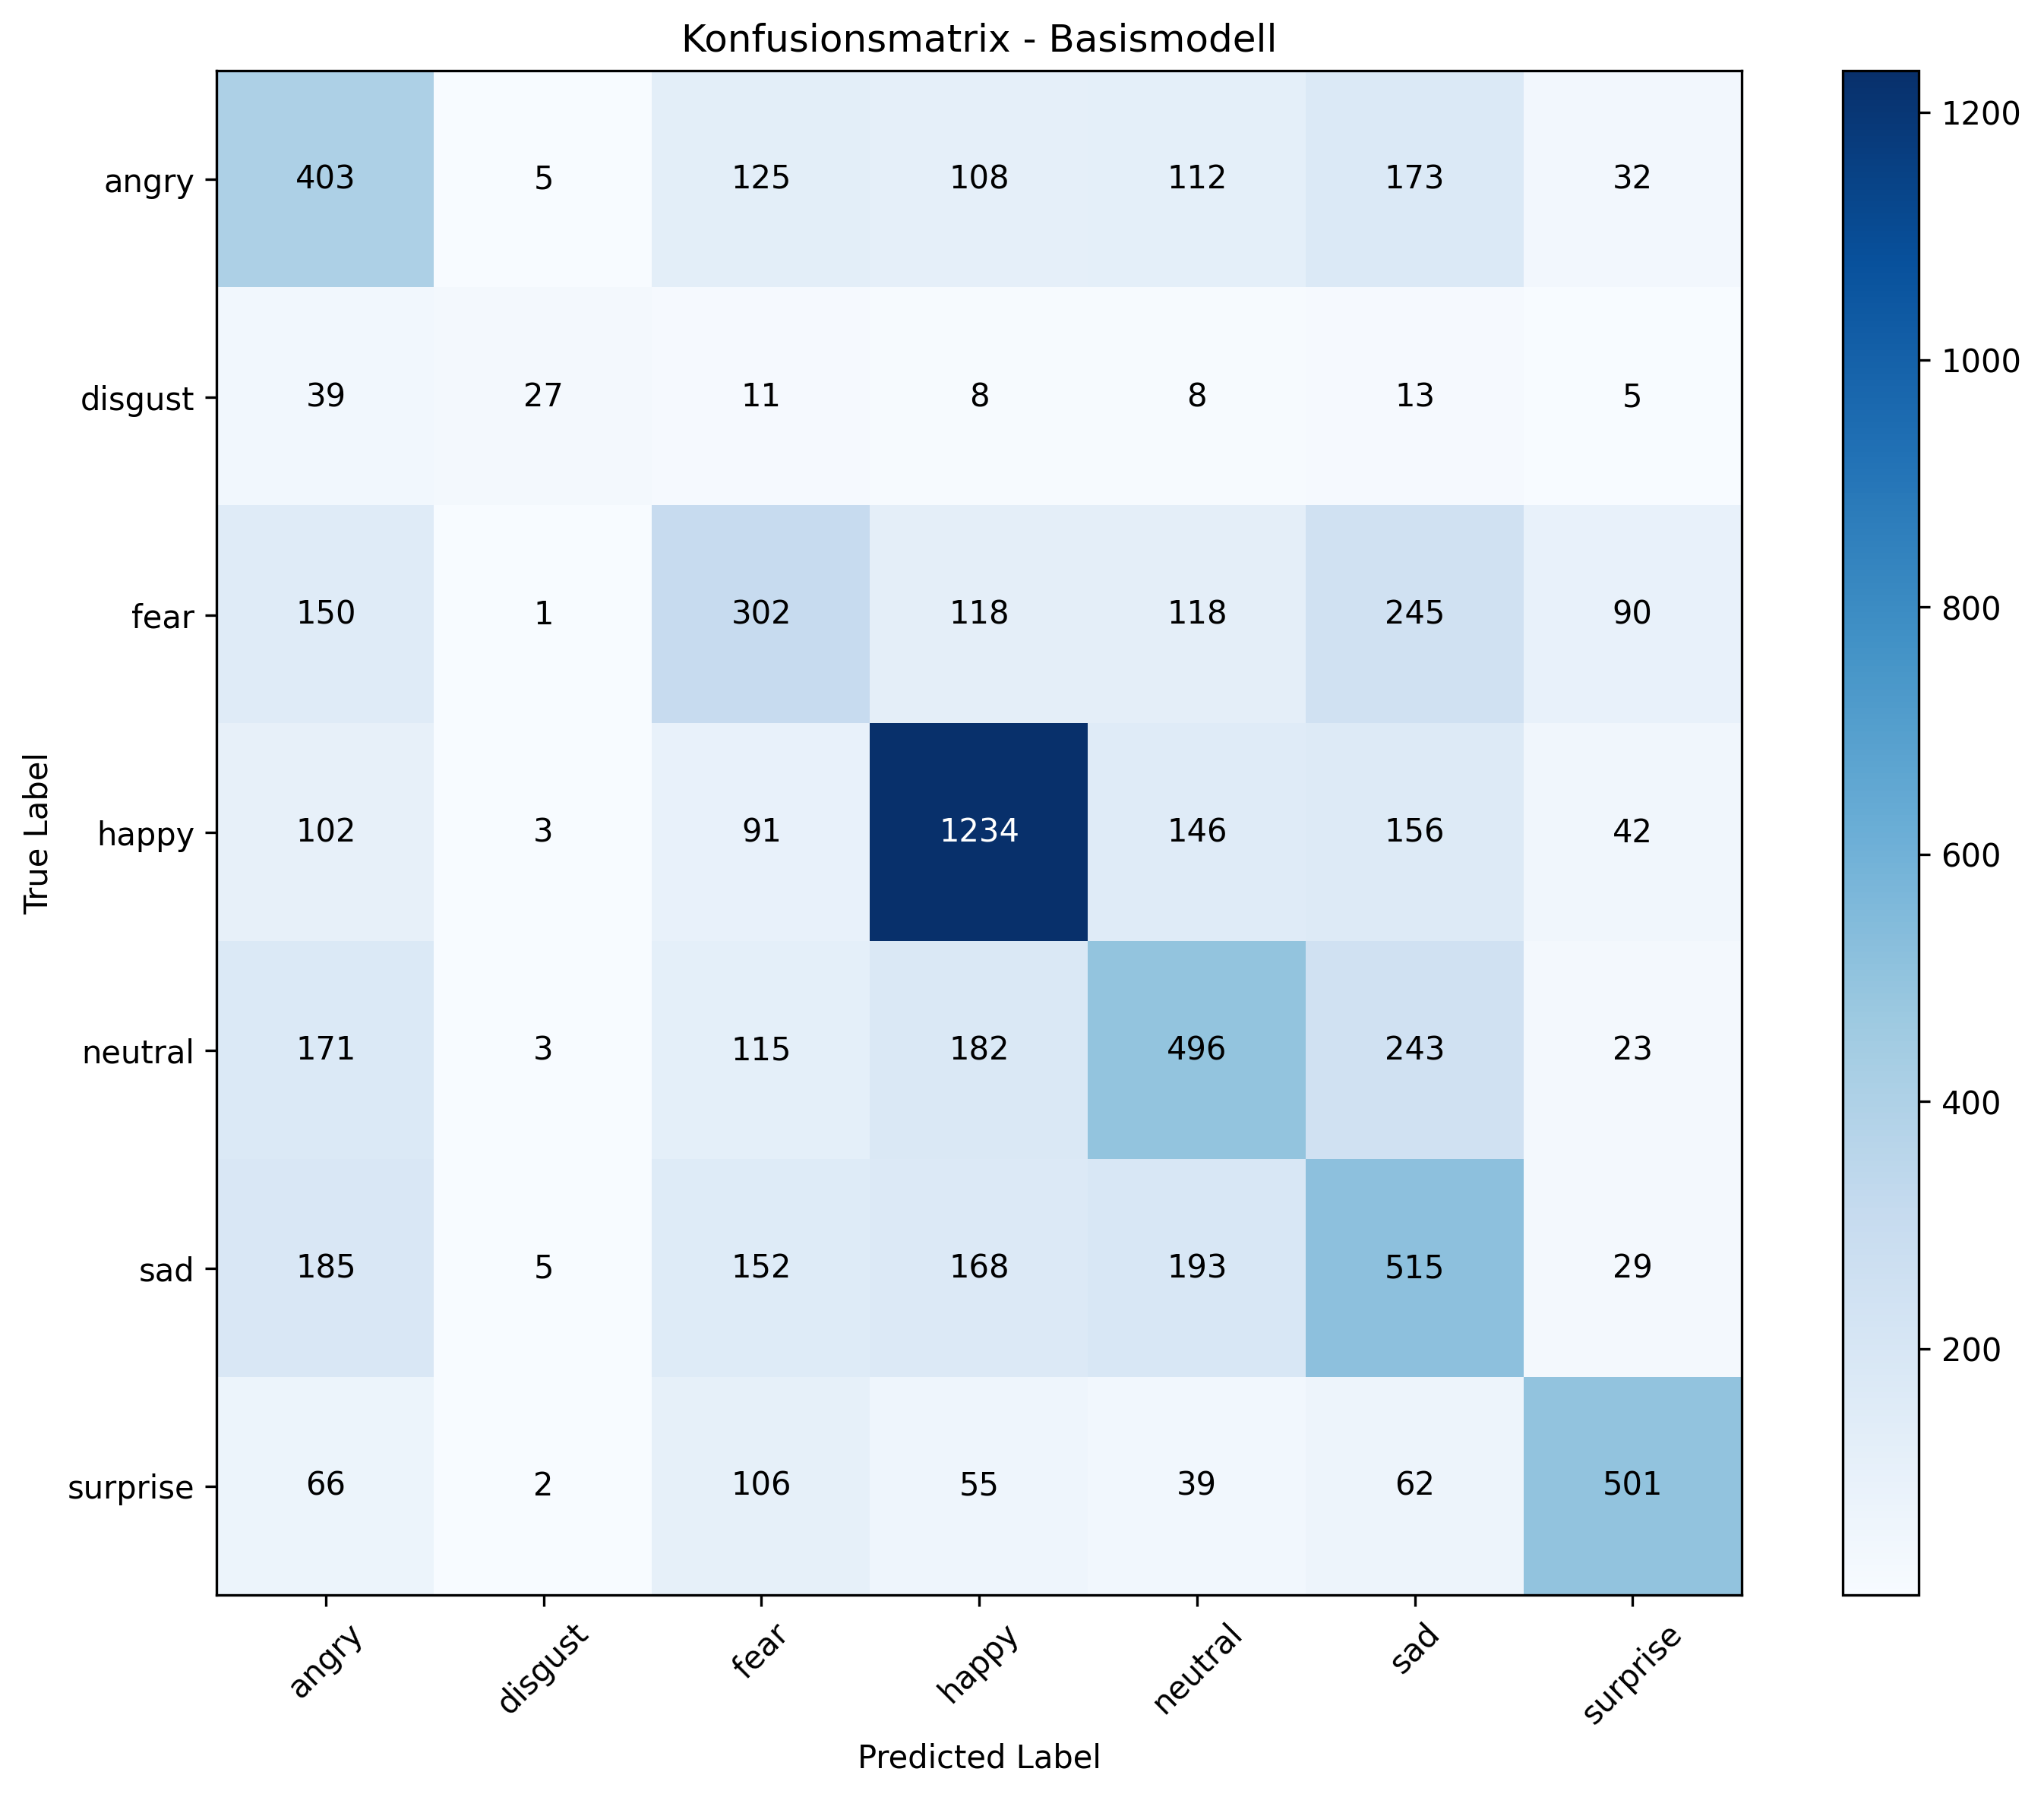 Konfusionsmatrix - Basismodell
True Label
angry 403 5 125 108 112 173 32
disgust 39 27 11 8 8 13 5
fear 150 1 302 118 118 245 90
happy 102 3 91 1234 146 156 42
neutral 171 3 115 182 496 243 23
sad 185 5 152 168 193 515 29
surprise 66 2 106 55 39 62 501
angry disgust fear happy neutral sad surprise
Predicted Label
1200
1000
800
600
400
200